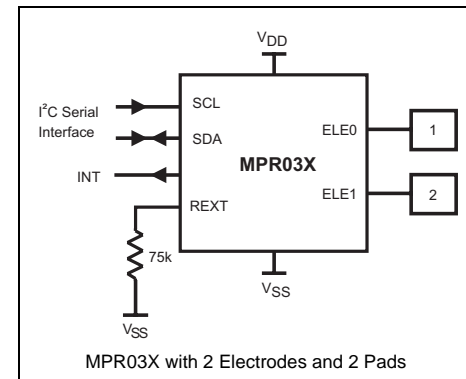 VDD
I²C Serial
Interface
SCL
SDA
INT
REXT
MPR03X
ELE0
1
ELE1
2
75k
VSS
VSS
MPR03X with 2 Electrodes and 2 Pads